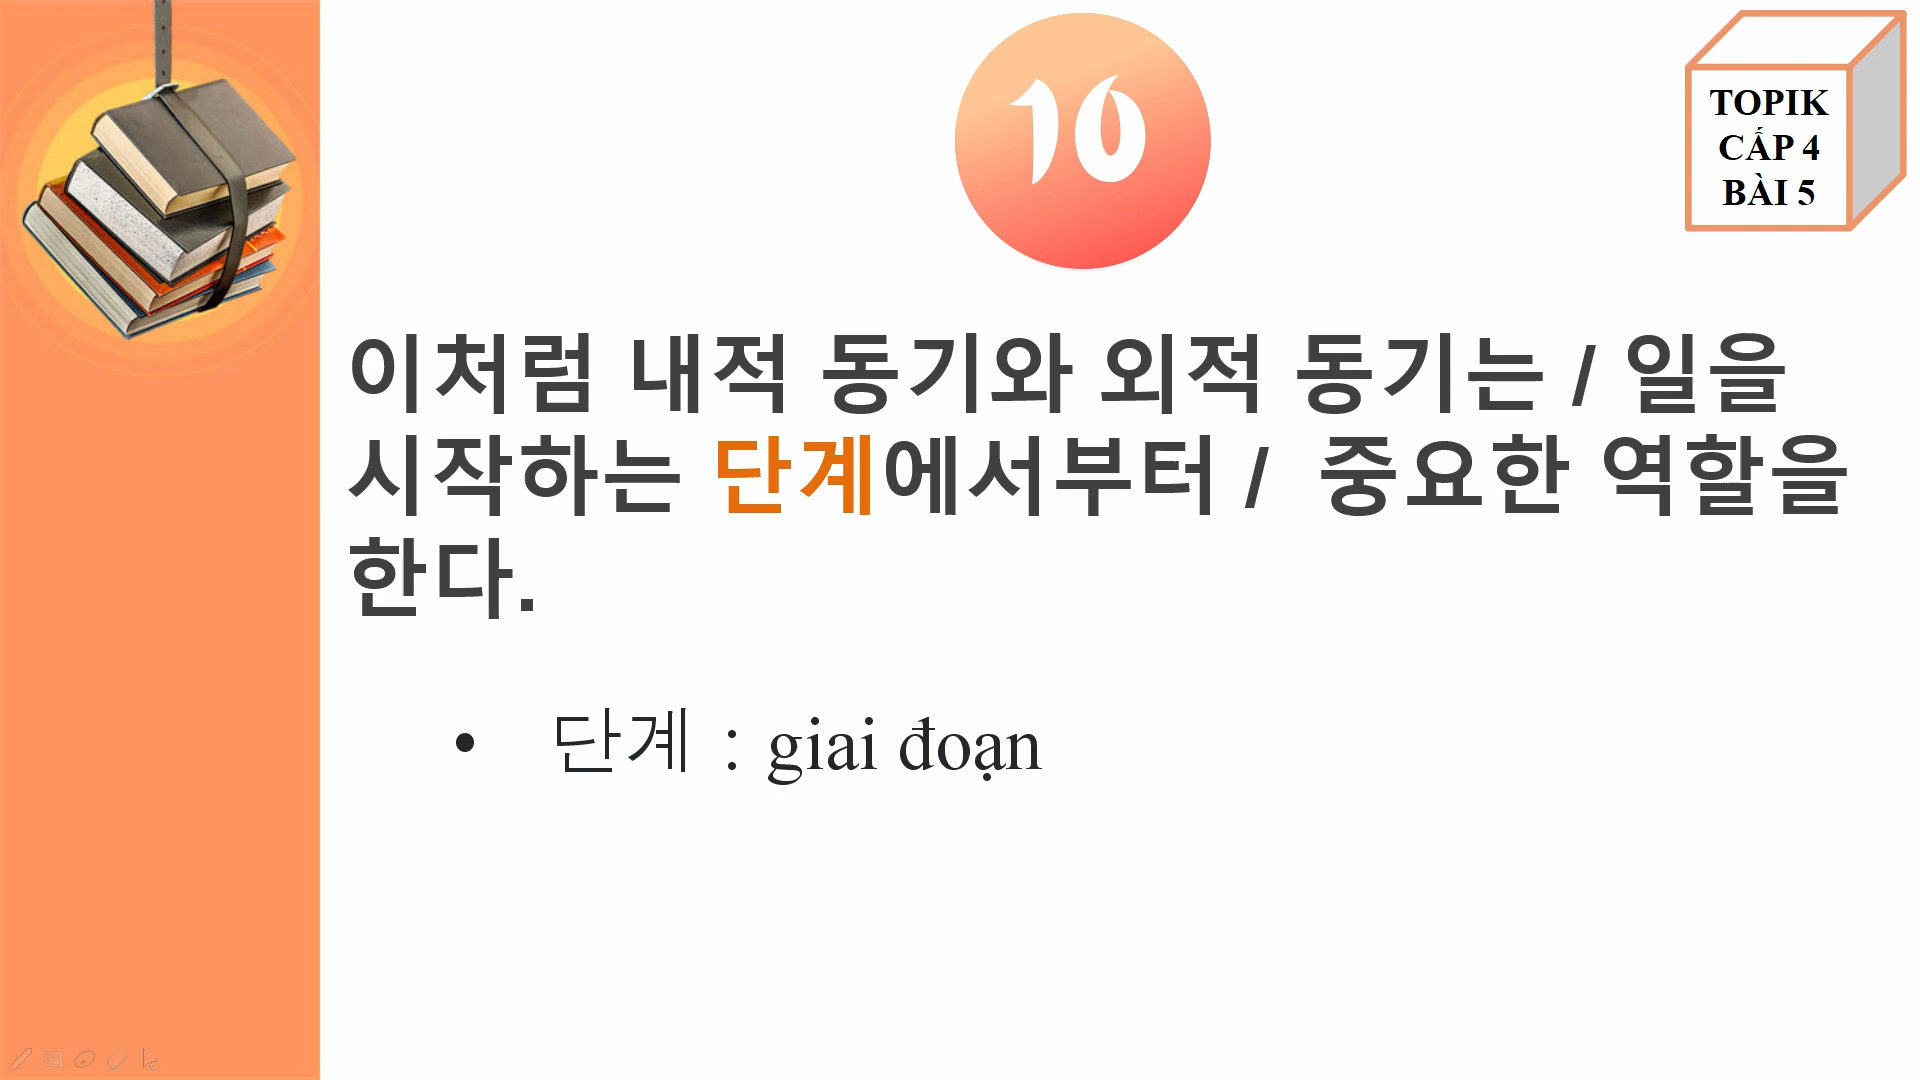 10
TOPIK
CẤP 4
BÀI 5
이처럼 내적 동기와 외적 동기는 / 일을
시작하는 단계에서부터 / 중요한 역할을
한다.
• 단계 : giai đoạn